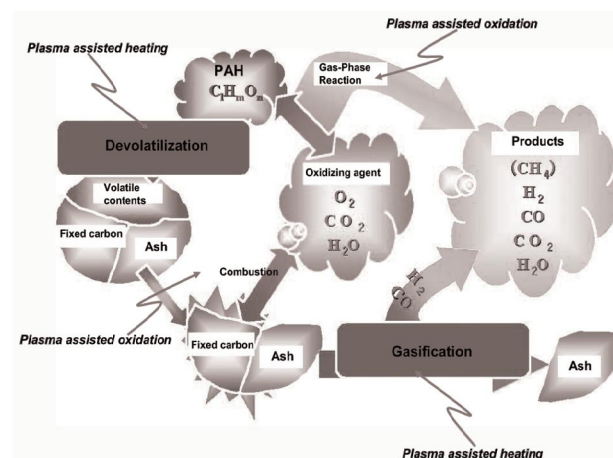 Plasma assisted oxidation
Plasma assisted heating
PAH
ClHmOn
Gas-Phase
Reaction
Devolatilization
Products
(CH4)
H2
CO
CO2
H2O
Oxidizing agent
O2
CO2
H2O
Volatile
contents
Fixed carbon
Ash
Combustion
H2
CO
Plasma assisted oxidation
Fixed carbon
Ash
Gasification
Ash
Plasma assisted heating